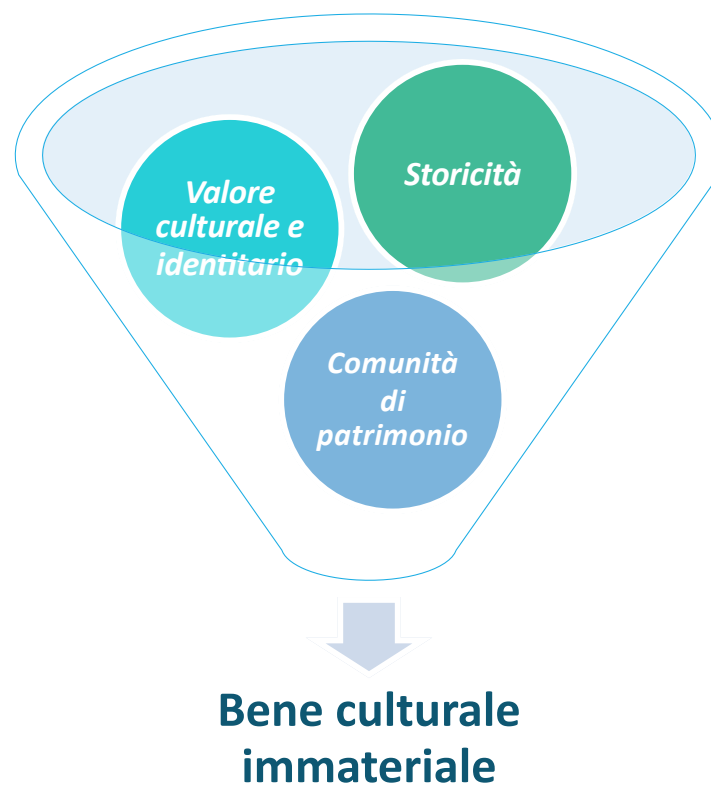 Storicità
Valore
culturale e
identitario
Comunità
di
patrimonio
Bene culturale
immateriale